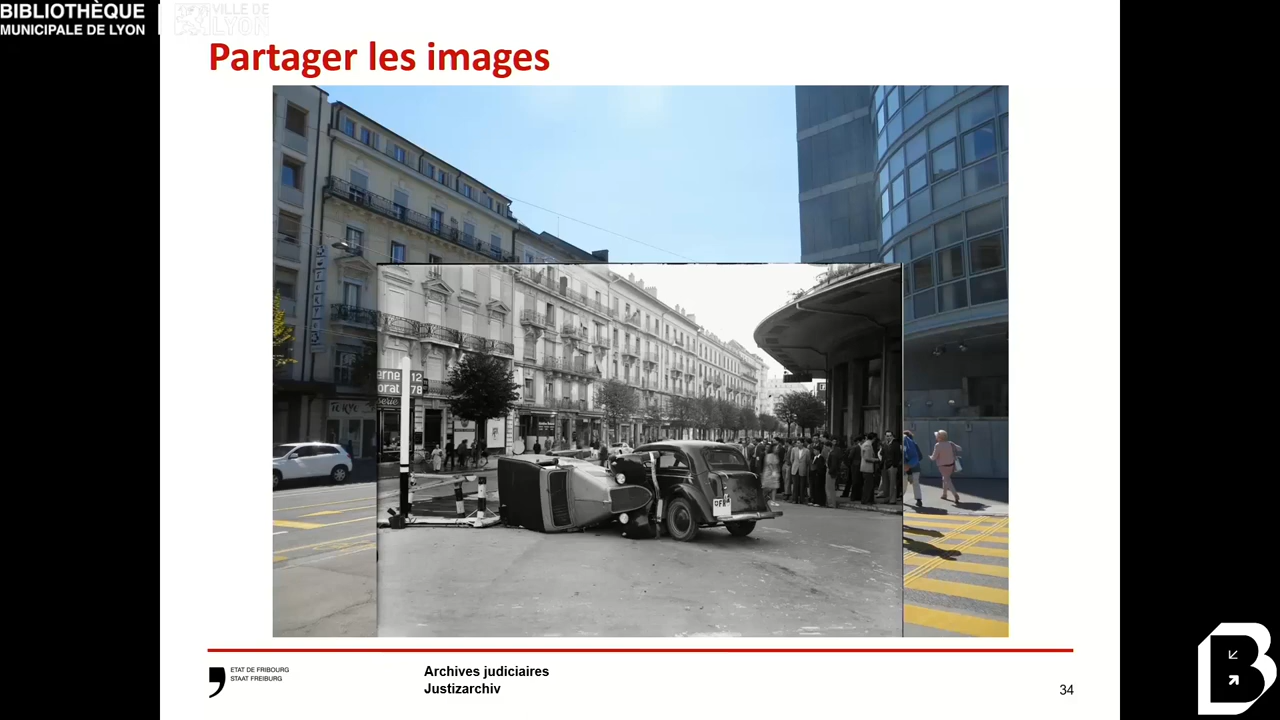 BIBLIOTHÈQUE
MUNICIPALE DE LYON
VILLE DE
LYON
Partager les images
erne 12
orat 78
FR
ETAT DE FRIBOURG
STAAT FREIBURG
Archives judiciaires
Justizarchiv
34
B